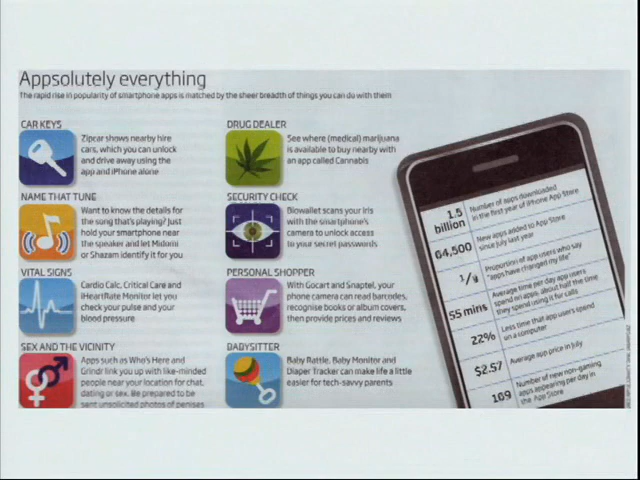 Appsolutely everything
The rapid rise in popularity of smartphone apps is matched by the sheer breadth of things you can do with them
CAR KEYS
Zipcar shows nearby hire
cars, which you can unlock
and drive away using the
app and iPhone alone
NAME THAT TUNE
Want to know the details for
the song that's playing? Just
hold your smartphone near
the speaker and let Midomi
or Shazam identify it for you
VITAL SIGNS
Cardio Calc, Critical Care and
iHeartRate Monitor let you
check your pulse and your
blood pressure
SEX AND THE VICINITY
Apps such as Who's Here and
Grindr link you up with like-minded
people near your location for chat,
dating or sex. Be prepared to be
sent unsolicited photos of penises
DRUG DEALER
See where (medical) marijuana
is available to buy nearby with
an app called Cannabis
SECURITY CHECK
Biowallet scans your iris
with the smartphone's
camera to unlock access
to your secret passwords
PERSONAL SHOPPER
With Gocart and Snaptel, your
phone camera can read barcodes,
recognise books or album covers,
then provide prices and reviews
BABYSITTER
Baby Rattle, Baby Monitor and
Diaper Tracker can make life a little
easier for tech-savvy parents
1.5
billion
Number of apps downloaded
in the first year of iPhone App Store
64,500
New apps added to App Store
since July last year
Proportion of app users who say
"apps have changed my life"
55 mins
Average time per day app users
spend on apps, about half the time
they spend using it for calls
22%
Less time that app users spend
on a computer
$2.57
Average app price in July
189
Number of new non-gaming
apps appearing per day in
the App Store